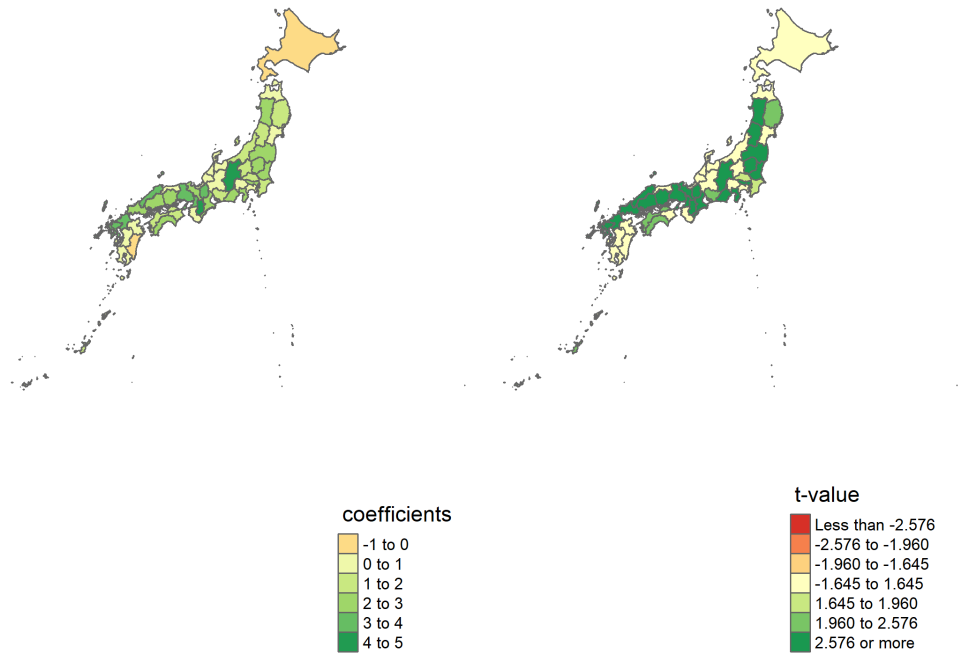 coefficients
-1 to 0
0 to 1
1 to 2
2 to 3
3 to 4
4 to 5
t-value
Less than -2.576
-2.576 to -1.960
-1.960 to -1.645
-1.645 to 1.645
1.645 to 1.960
1.960 to 2.576
2.576 or more